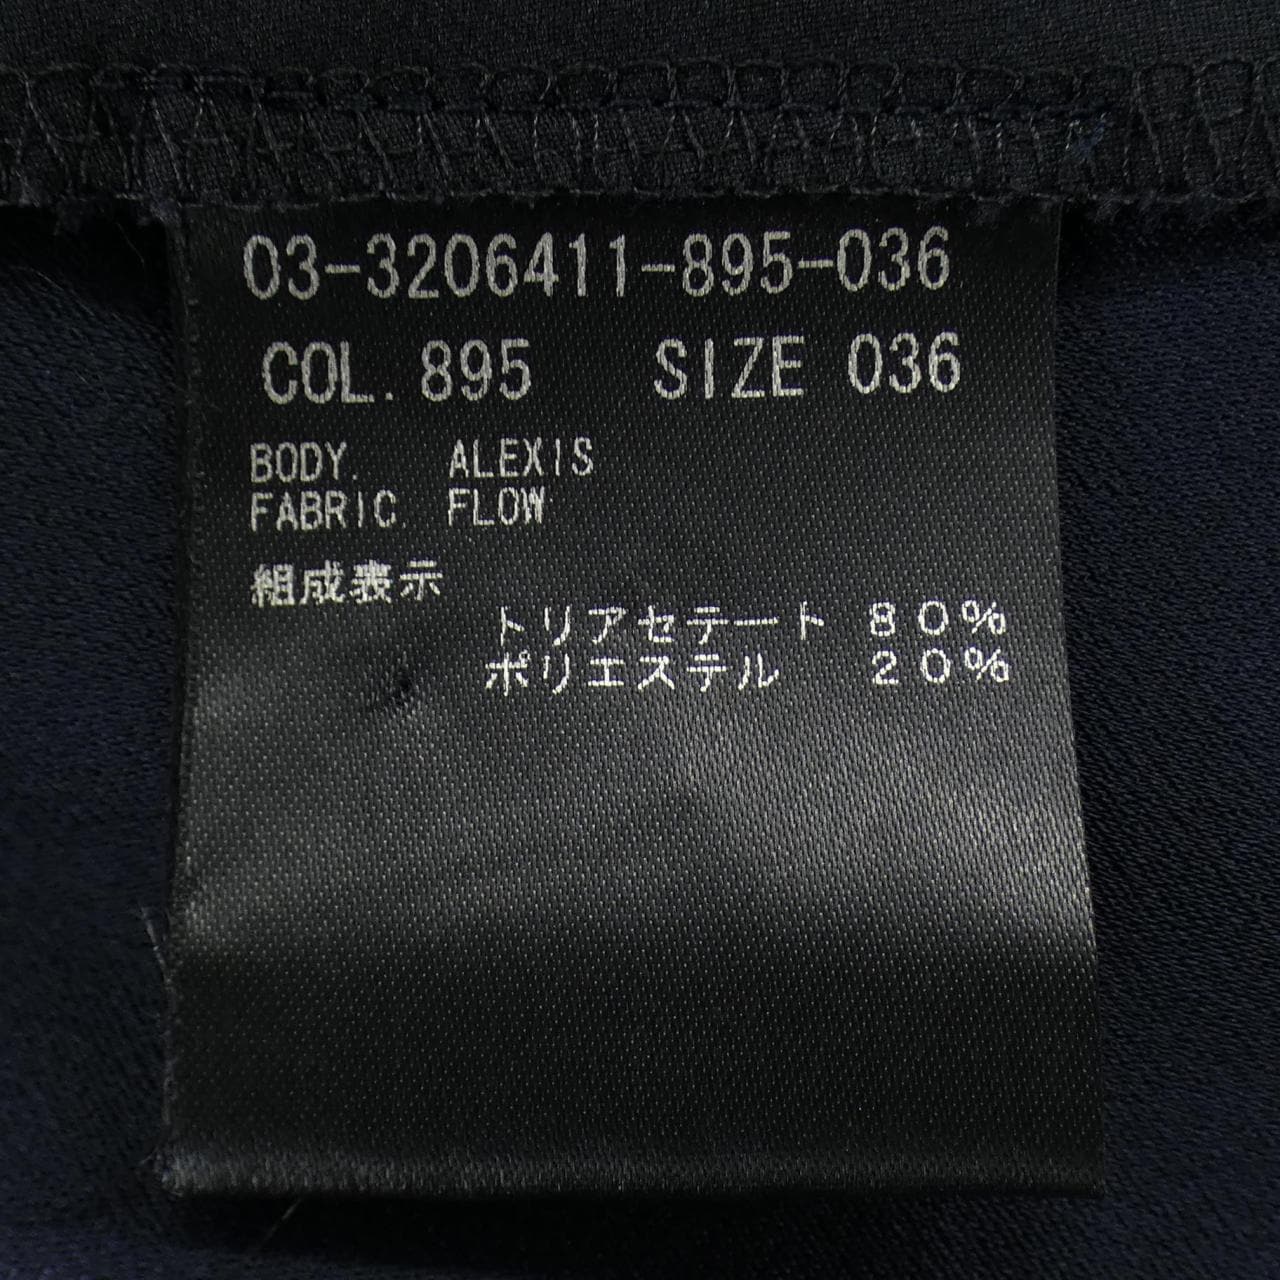 03-3206411-895-036
COL. 895 SIZE 036
BODY. ALEXIS
FABRIC FLOW
組成表示
トリアセテート 80%
ポリエステル 20%